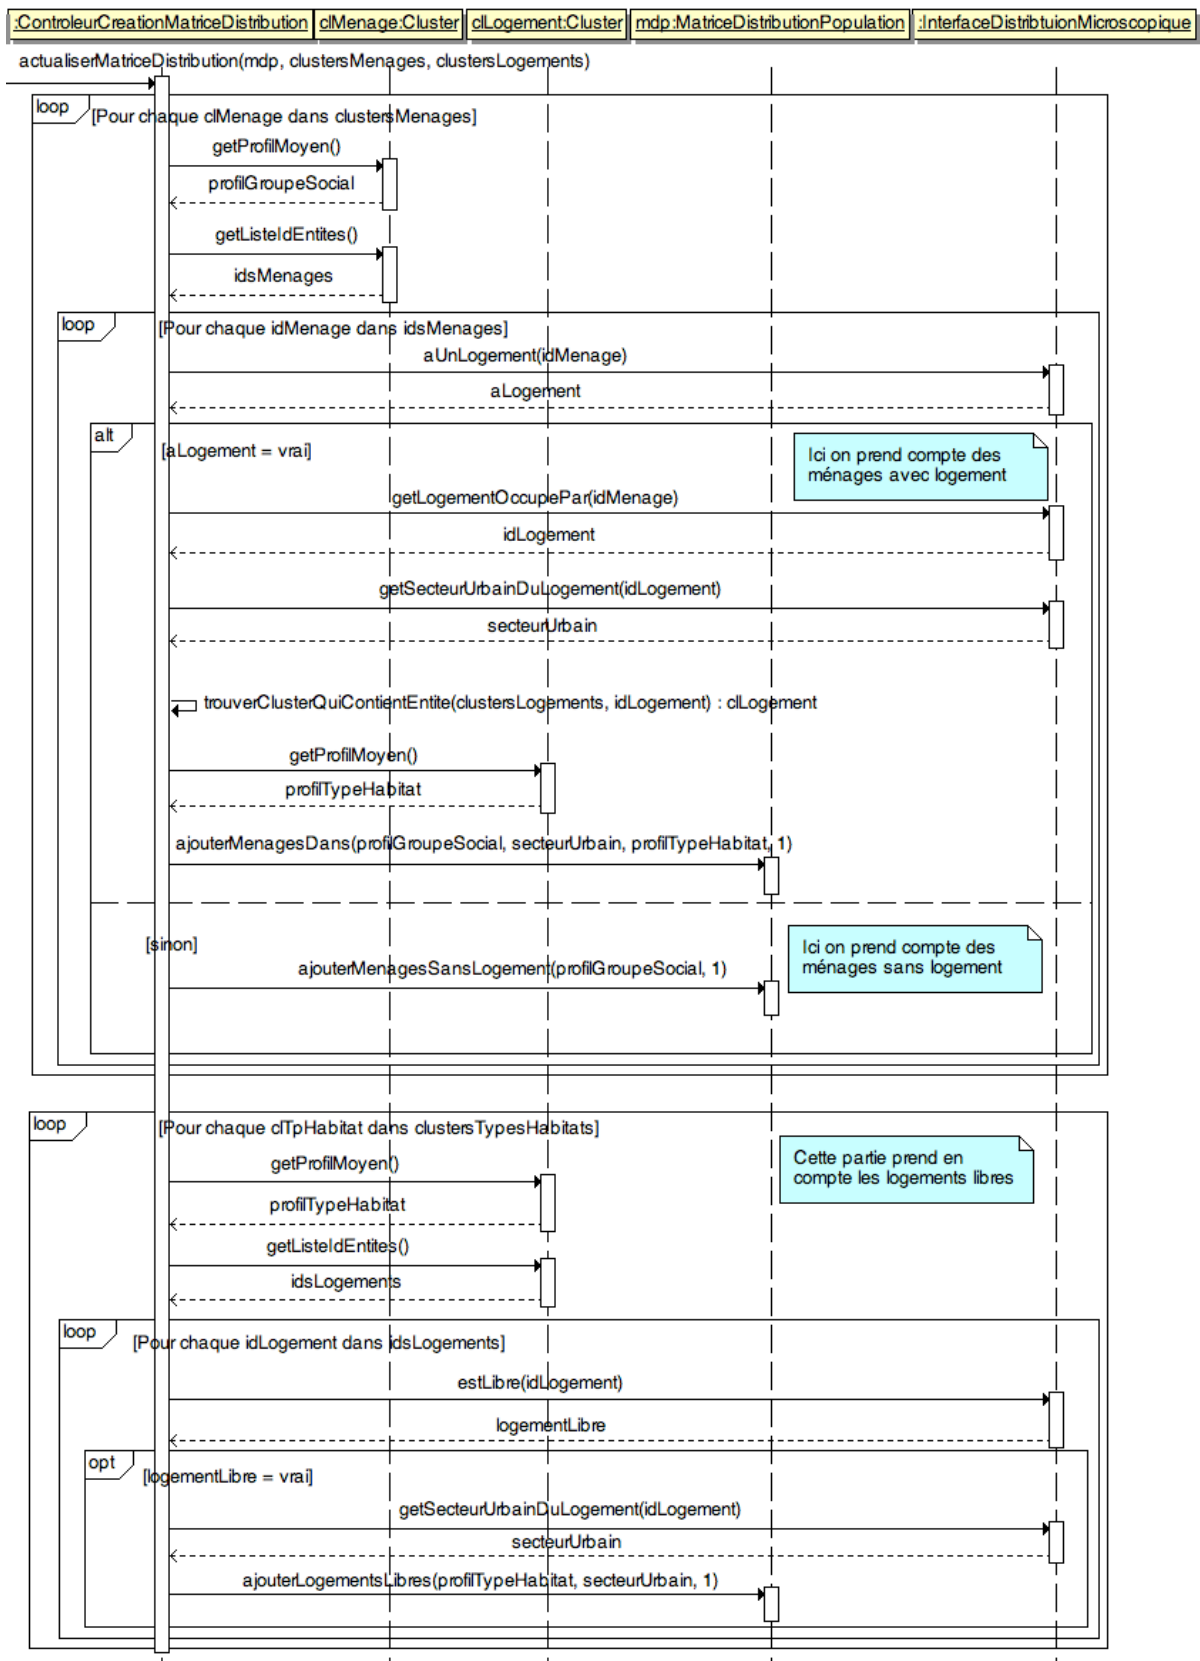 :ControleurCreationMatriceDistribution clMenage:Cluster clLogement:Cluster mdp:MatriceDistributionPopulation :InterfaceDistribtuionMicroscopique
actualiserMatriceDistribution(mdp, clustersMenages, clustersLogements)
loop
[Pour chaque clMenage dans clustersMenages]
getProfilMoyen()
profilGroupeSocial
getListeIdEntites()
idsMenages
loop
[Pour chaque idMenage dans idsMenages]
aUnLogement(idMenage)
aLogement
alt
[aLogement = vrai]
Ici on prend compte des
ménages avec logement
getLogementOccupePar(idMenage)
idLogement
getSecteurUrbainDuLogement(idLogement)
secteurUrbain
trouverClusterQuiContientEntite(clustersLogements, idLogement) : clLogement
getProfilMoyen()
profilTypeHabitat
ajouterMenagesDans(profilGroupeSocial, secteurUrbain, profilTypeHabitat, 1)
[sinon]
Ici on prend compte des
ménages sans logement
ajouterMenagesSansLogement(profilGroupeSocial, 1)
loop
[Pour chaque clTpHabitat dans clustersTypesHabitats]
Cette partie prend en
compte les logements libres
getProfilMoyen()
profilTypeHabitat
getListeIdEntites()
idsLogements
loop
[Pour chaque idLogement dans idsLogements]
estLibre(idLogement)
logementLibre
opt
[logementLibre = vrai]
getSecteurUrbainDuLogement(idLogement)
secteurUrbain
ajouterLogementsLibres(profilTypeHabitat, secteurUrbain, 1)